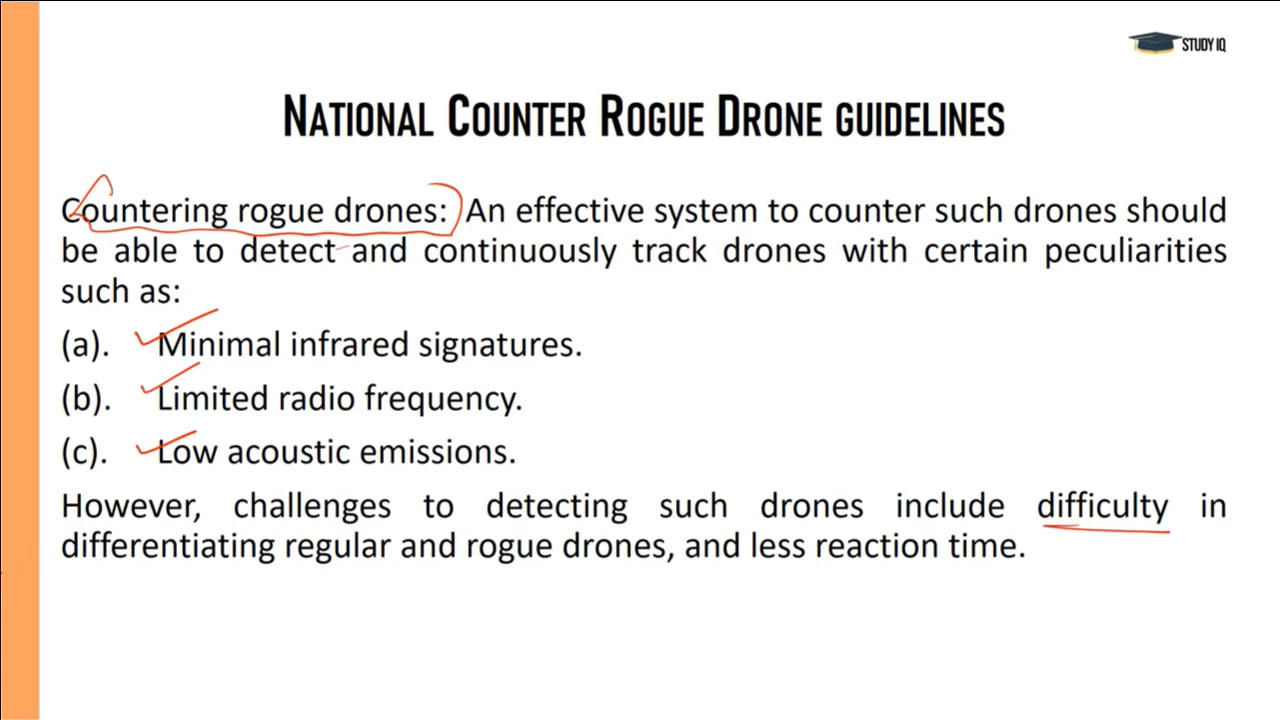 STUDY IQ
NATIONAL COUNTER ROGUE DRONE GUIDELINES
Countering rogue drones: An effective system to counter such drones should
be able to detect and continuously track drones with certain peculiarities
such as:
(a). Minimal infrared signatures.
(b). Limited radio frequency.
(c). Low acoustic emissions.
However, challenges to detecting such drones include difficulty in
differentiating regular and rogue drones, and less reaction time.